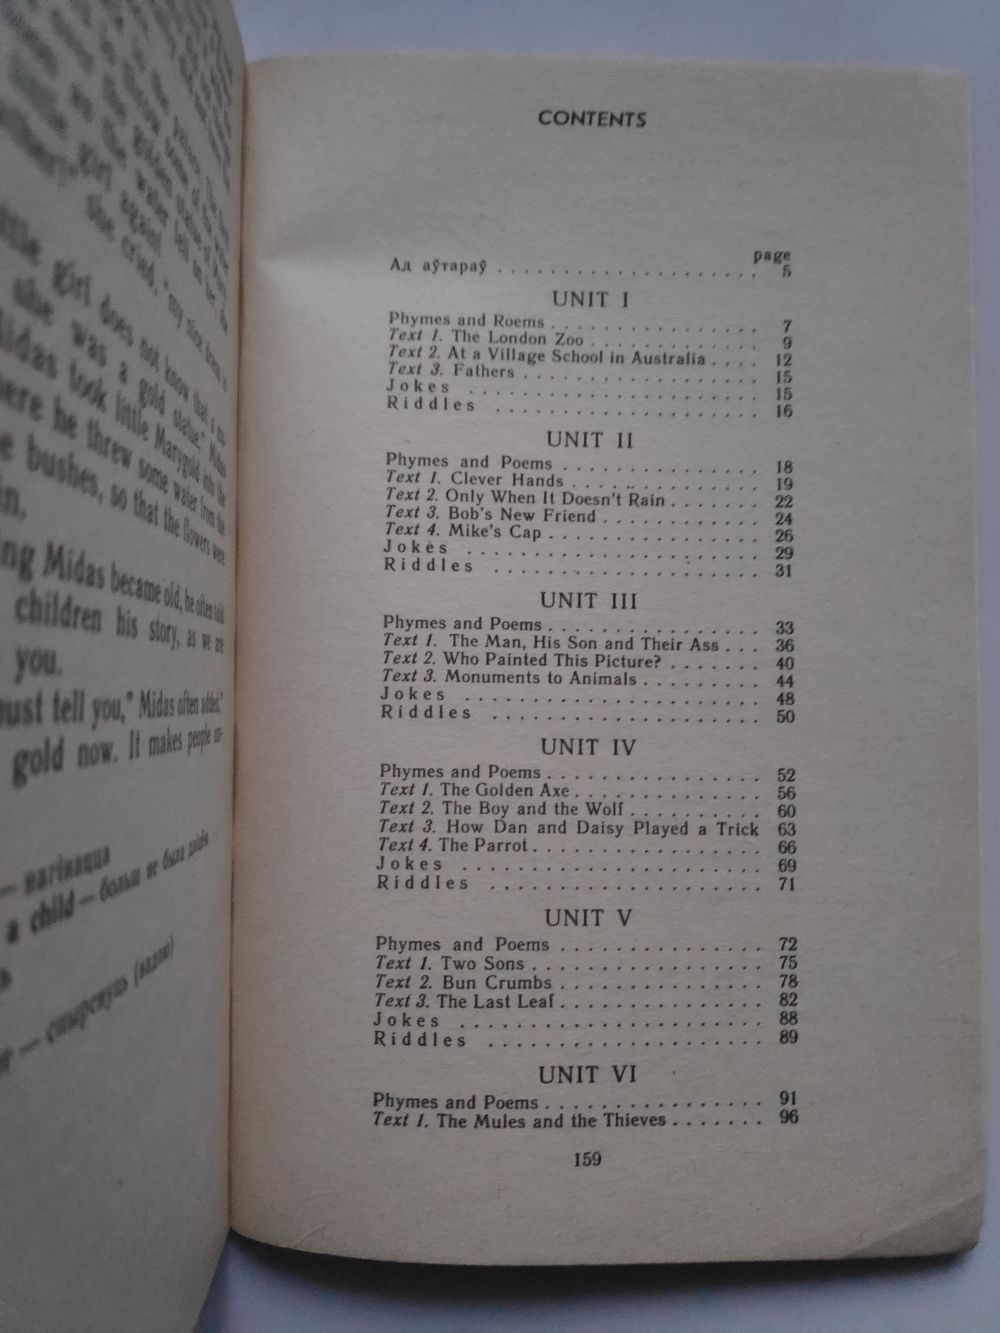 the palace. The
little girl does not know that a
she was a gold statue," Midas
Midas took little Marygold into the
where he threw some water from the
bushes, so that the flowers were
Midas became old, he often told
children his story, as we are
you.
must tell you," Midas often added,"
gold now. It makes people un-
a child — больш не была
— спырснуць
CONTENTS
page
Ад аўтараў . . . . . . . . . . . . . . . . . . . 5
UNIT I
Phymes and Roems . . . . . . . . . . . . . . . 7
Text 1. The London Zoo . . . . . . . . . . . . 9
Text 2. At a Village School in Australia . . . . 12
Text 3. Fathers . . . . . . . . . . . . . . . . . 15
Jokes . . . . . . . . . . . . . . . . . . . . . 15
Riddles . . . . . . . . . . . . . . . . . . . 16
UNIT II
Phymes and Poems . . . . . . . . . . . . . . 18
Text 1. Clever Hands . . . . . . . . . . . . . . 19
Text 2. Only When It Doesn't Rain . . . . . . . 22
Text 3. Bob's New Friend . . . . . . . . . . . . 24
Text 4. Mike's Cap . . . . . . . . . . . . . . . . 26
Jokes . . . . . . . . . . . . . . . . . . . . . 29
Riddles . . . . . . . . . . . . . . . . . . . 31
UNIT III
Phymes and Poems . . . . . . . . . . . . . . . 33
Text 1. The Man, His Son and Their Ass . . . 36
Text 2. Who Painted This Picture? . . . . . . . 40
Text 3. Monuments to Animals . . . . . . . . . 44
Jokes . . . . . . . . . . . . . . . . . . . . . 48
Riddles . . . . . . . . . . . . . . . . . . . 50
UNIT IV
Phymes and Poems . . . . . . . . . . . . . . . 52
Text 1. The Golden Axe . . . . . . . . . . . . . 56
Text 2. The Boy and the Wolf . . . . . . . . . . 60
Text 3. How Dan and Daisy Played a Trick 63
Text 4. The Parrot . . . . . . . . . . . . . . . . 66
Jokes . . . . . . . . . . . . . . . . . . . . . 69
Riddles . . . . . . . . . . . . . . . . . . . 71
UNIT V
Phymes and Poems . . . . . . . . . . . . . . 72
Text 1. Two Sons . . . . . . . . . . . . . . . . 75
Text 2. Bun Crumbs . . . . . . . . . . . . . . 78
Text 3. The Last Leaf . . . . . . . . . . . . . . 82
Jokes . . . . . . . . . . . . . . . . . . . . . 88
Riddles . . . . . . . . . . . . . . . . . . . 89
UNIT VI
Phymes and Poems . . . . . . . . . . . . . . . 91
Text 1. The Mules and the Thieves . . . . . . . 96
159